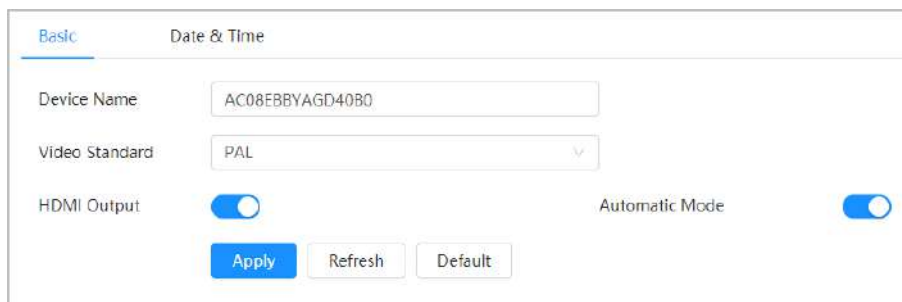 Basic Date & Time
Device Name AC08EBBYAGD40B0
Video Standard PAL
HDMI Output Automatic Mode
Apply Refresh Default